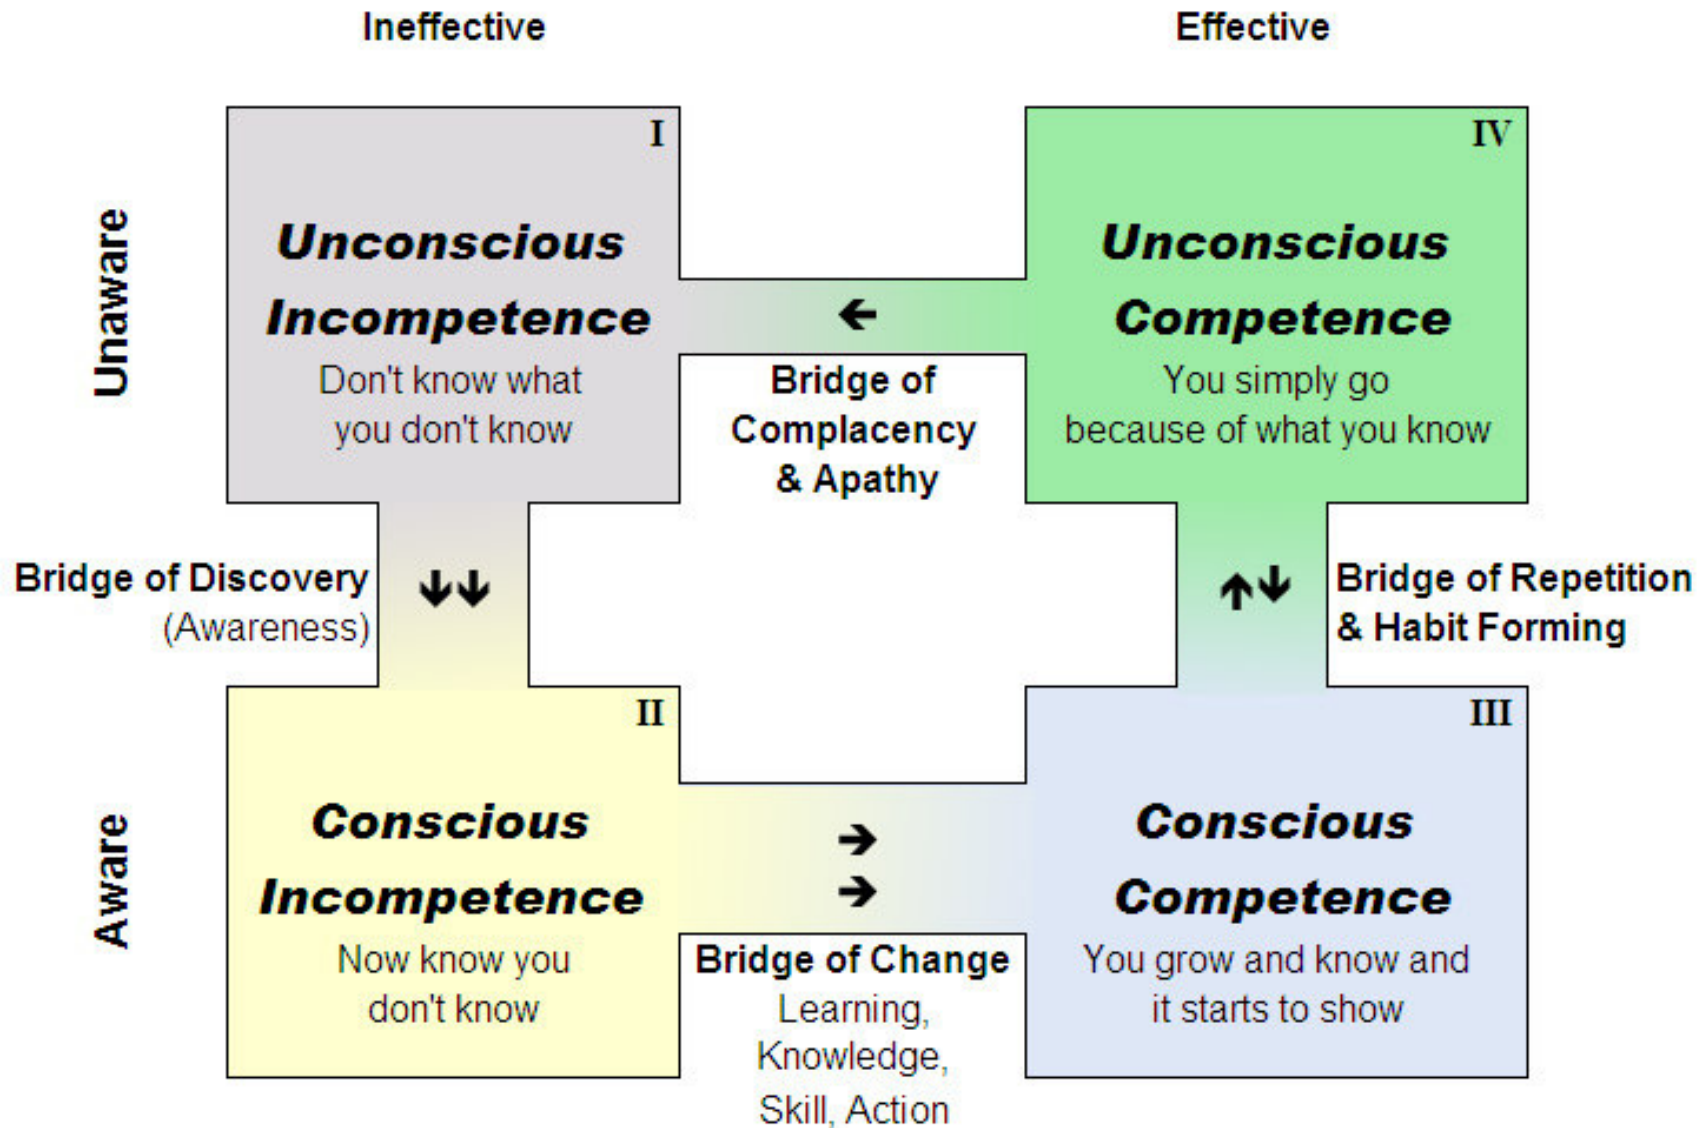 Ineffective
Effective
Unaware
I
Unconscious
Incompetence
Don't know what
you don't know
←
Bridge of
Complacency
& Apathy
IV
Unconscious
Competence
You simply go
because of what you know
Bridge of Discovery
(Awareness)
↓↓
↑↓
Bridge of Repetition
& Habit Forming
Aware
II
Conscious
Incompetence
Now know you
don't know
→
→
Bridge of Change
Learning,
Knowledge,
Skill, Action
III
Conscious
Competence
You grow and know and
it starts to show